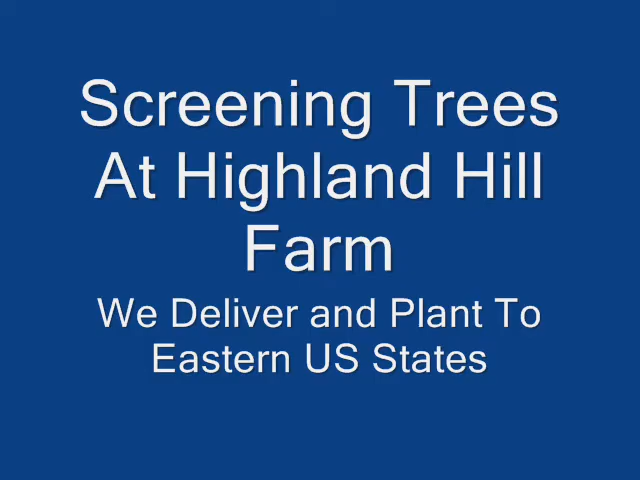 Screening Trees
At Highland Hill
Farm
We Deliver and Plant To
Eastern US States